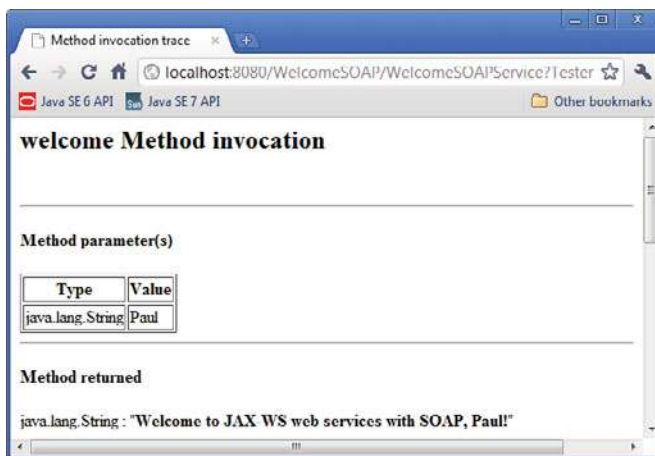 Method invocation trace
localhost:8080/WelcomeSOAP/WelcomeSOAPService?Tester
Java SE 6 API Sun Java SE 7 API Other bookmarks
welcome Method invocation
Method parameter(s)
Type Value
java.lang.String Paul
Method returned
java.lang.String : "Welcome to JAX-WS web services with SOAP, Paul!"